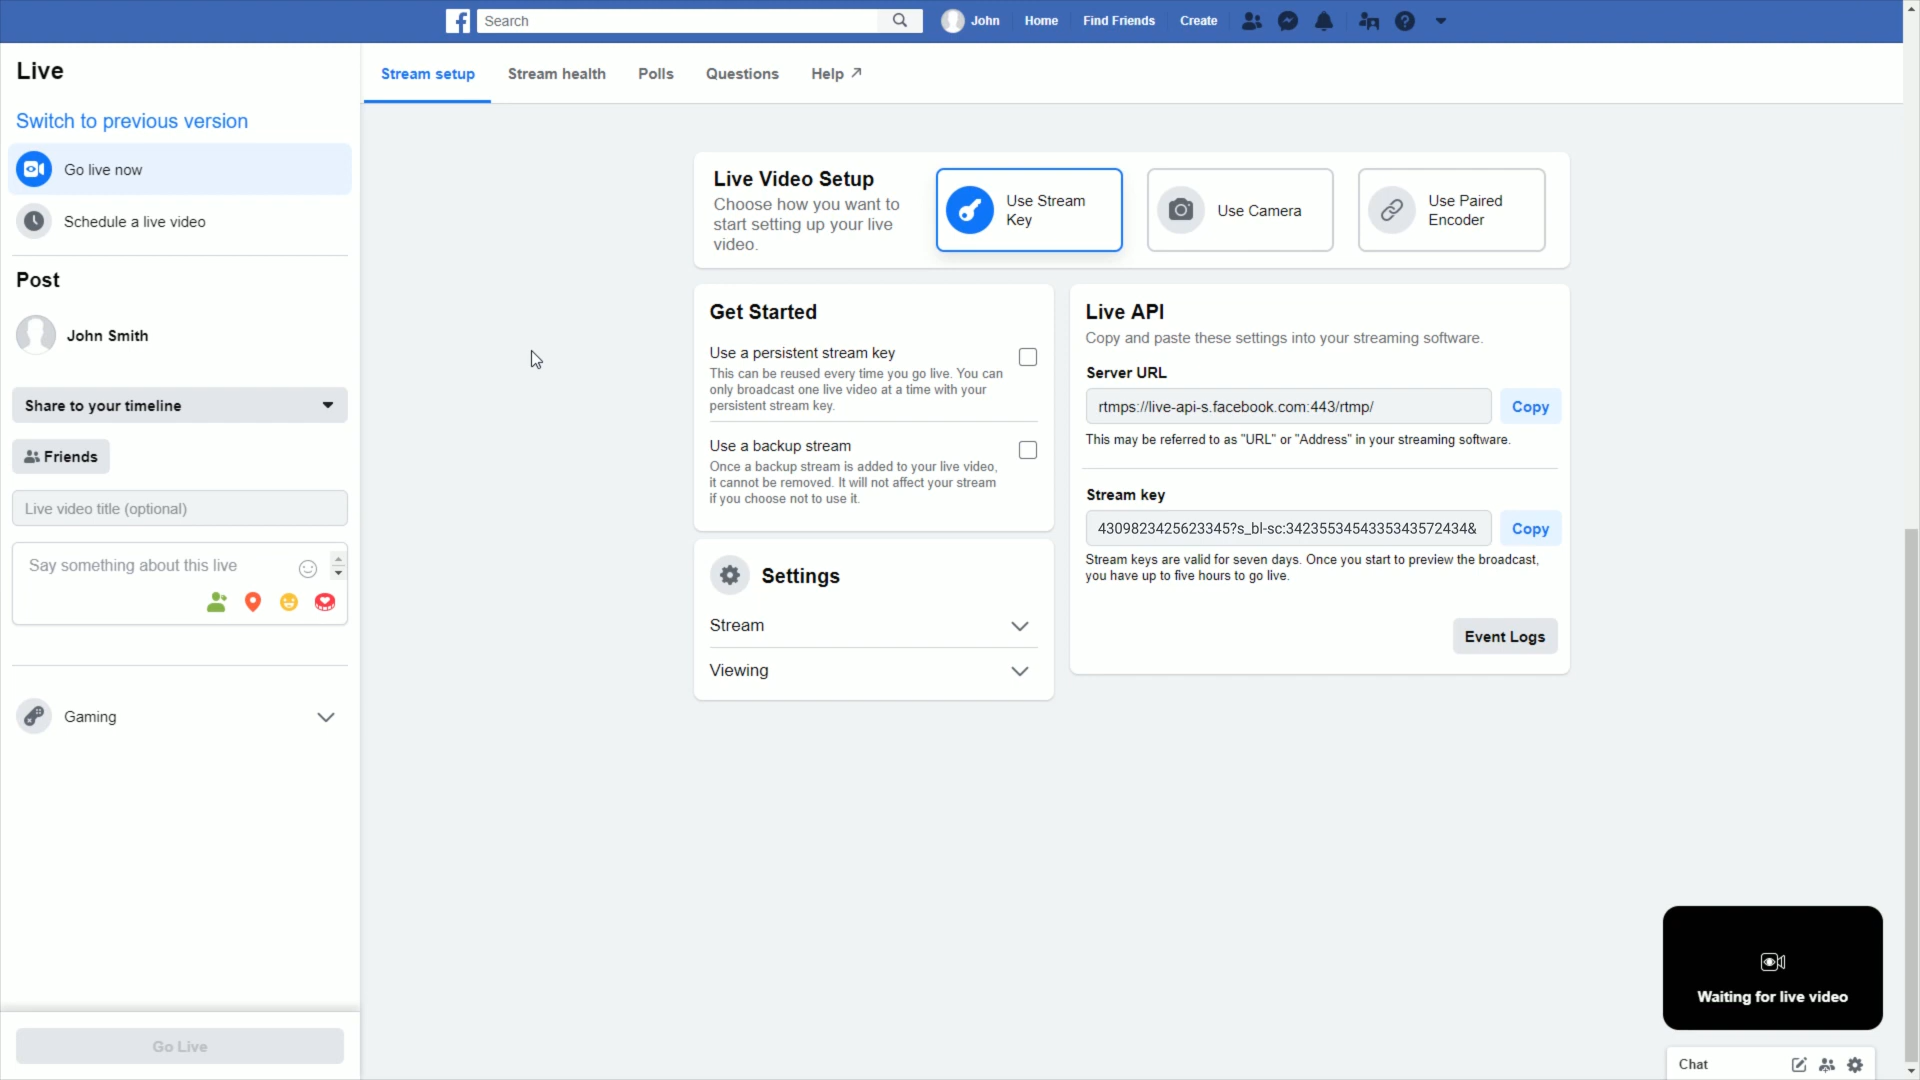 Search
John
Home
Find Friends
Create
Live
Switch to previous version
Go live now
Schedule a live video
Post
John Smith
Share to your timeline
Friends
Live video title (optional)
Say something about this live
Gaming
Go Live
Stream setup
Stream health
Polls
Questions
Help
Live Video Setup
Choose how you want to
start setting up your live
video.
Use Stream
Key
Use Camera
Use Paired
Encoder
Get Started
Use a persistent stream key
This can be reused every time you go live. You can
only broadcast one live video at a time with your
persistent stream key.
Use a backup stream
Once a backup stream is added to your live video,
it cannot be removed. It will not affect your stream
if you choose not to use it.
Settings
Stream
Viewing
Live API
Copy and paste these settings into your streaming software.
Server URL
rtmps://live-api-s.facebook.com:443/rtmp/
Copy
This may be referred to as "URL" or "Address" in your streaming software.
Stream key
4309823425623345?s_bl-sc:3423553454335343572434&
Copy
Stream keys are valid for seven days. Once you start to preview the broadcast,
you have up to five hours to go live.
Event Logs
Waiting for live video
Chat